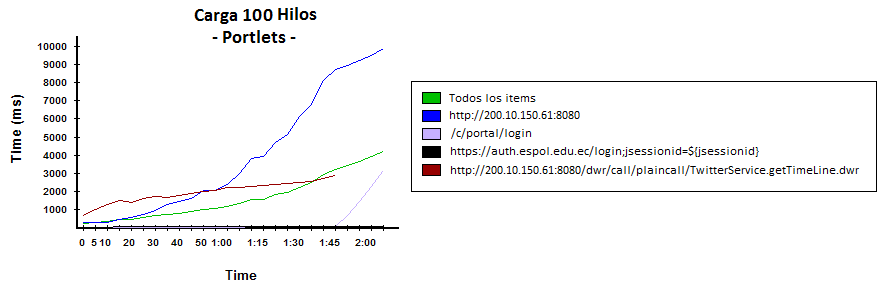 Carga 100 Hilos
- Portlets -
Time (ms)
10000
9000
8000
7000
6000
5000
4000
3000
2000
1000
0 5 10 20 30 40 50 1:00 1:15 1:30 1:45 2:00
Time
Todos los items
http://200.10.150.61:8080
/c/portal/login
https://auth.espol.edu.ec/login;jsessionid=${jsessionid}
http://200.10.150.61:8080/dwr/call/plaincall/TwitterService.getTimeLine.dwr